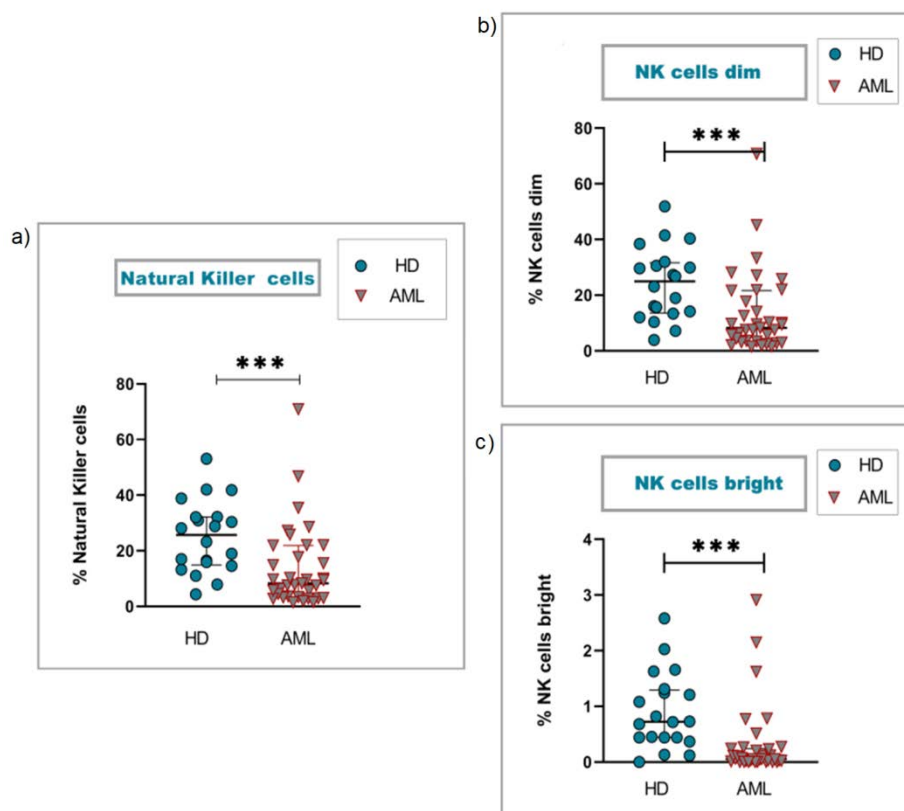 a)
Natural Killer cells
HD
AML
***
% Natural Killer cells
80
60
40
20
0
HD
AML
b)
NK cells dim
HD
AML
***
% NK cells dim
80
60
40
20
0
HD
AML
c)
NK cells bright
HD
AML
***
% NK cells bright
4
3
2
1
0
HD
AML